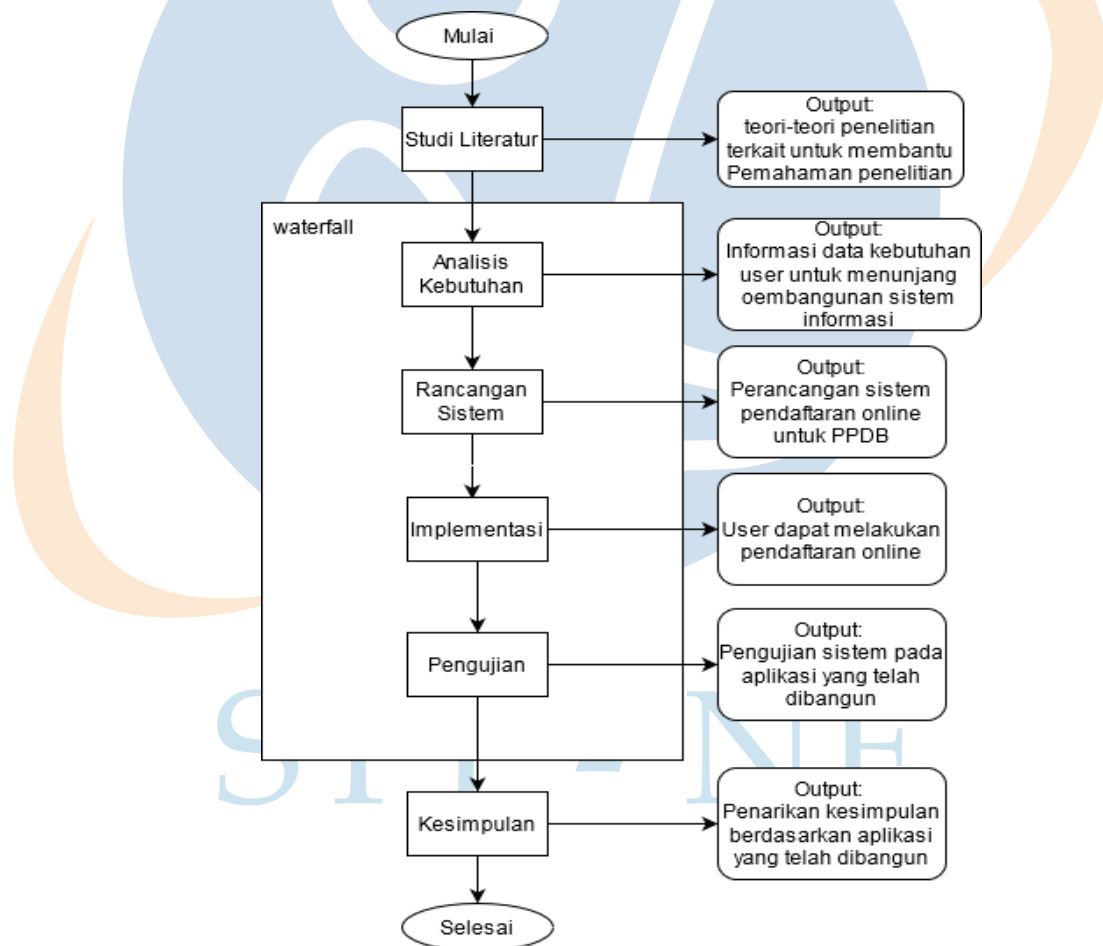 Mulai
Studi Literatur
Output:
teori-teori penelitian
terkait untuk membantu
Pemahaman penelitian
waterfall
Analisis
Kebutuhan
Output:
Informasi data kebutuhan
user untuk menunjang
oembangunan sistem
informasi
Rancangan
Sistem
Output:
Perancangan sistem
pendaftaran online
untuk PPDB
Implementasi
Output:
User dapat melakukan
pendaftaran online
Pengujian
Output:
Pengujian sistem pada
aplikasi yang telah
dibangun
Kesimpulan
Output:
Penarikan kesimpulan
berdasarkan aplikasi
yang telah dibangun
Selesai